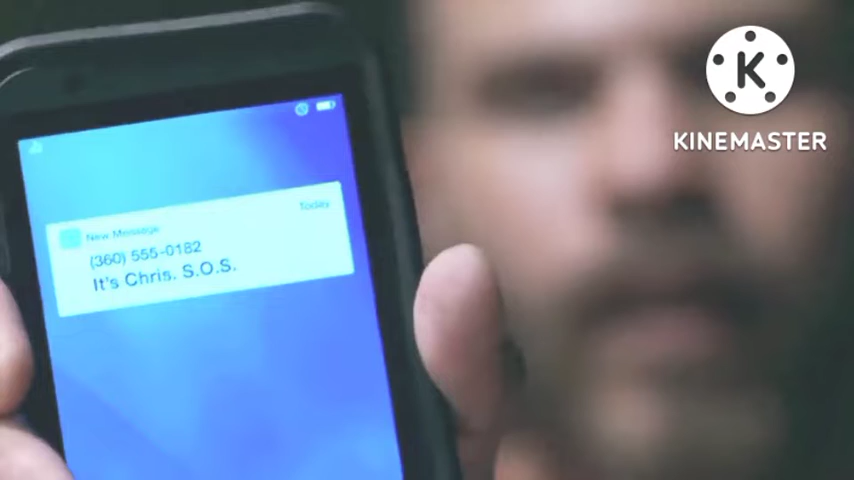 K
KINEMASTER
Today
New Message
(360) 555-0182
It's Chris. S.O.S.